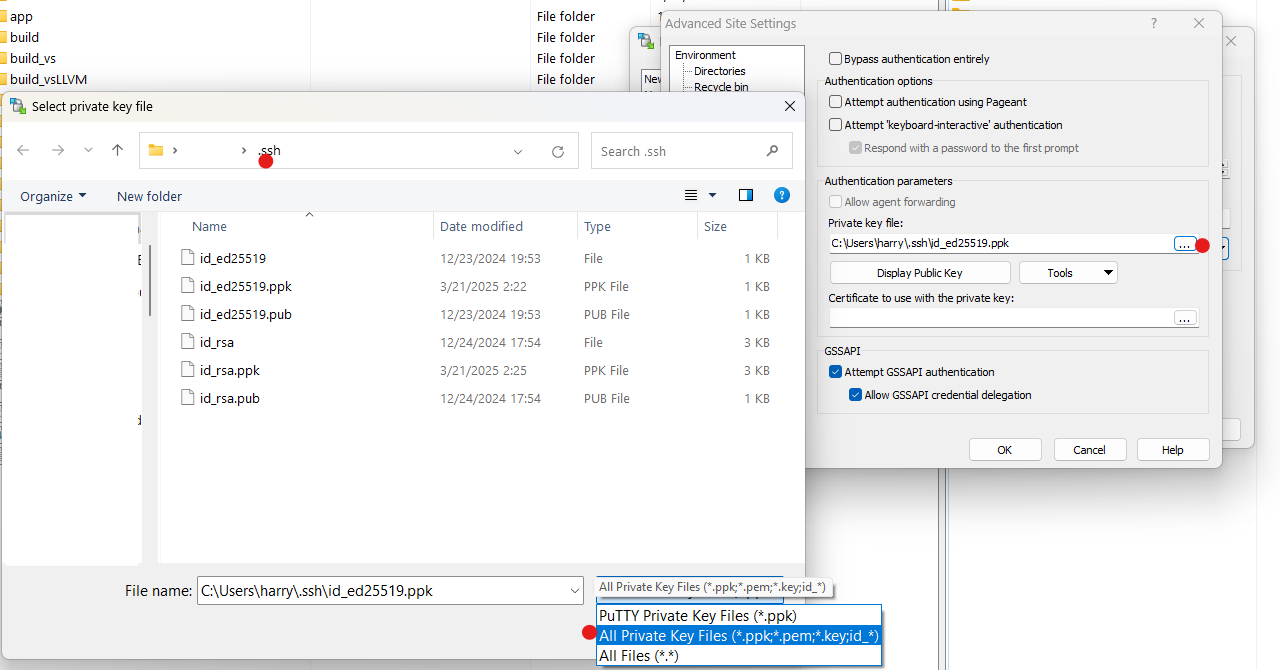 app File folder
build File folder
build_vs File folder
build_vsLLVM File folder
Advanced Site Settings ?
Environment
Directories
Recycle bin
New
Bypass authentication entirely
Authentication options
Attempt authentication using Pageant
Attempt 'keyboard-interactive' authentication
Respond with a password to the first prompt
Authentication parameters
Allow agent forwarding
Private key file:
C:\Users\harry\.ssh\id_ed25519.ppk ...
Display Public Key Tools
Certificate to use with the private key:
...
GSSAPI
Attempt GSSAPI authentication
Allow GSSAPI credential delegation
OK Cancel Help
Select private key file
.ssh Search .ssh
Organize New folder ?
Name Date modified Type Size
id_ed25519 12/23/2024 19:53 File 1 KB
id_ed25519.ppk 3/21/2025 2:22 PPK File 1 KB
id_ed25519.pub 12/23/2024 19:53 PUB File 1 KB
id_rsa 12/24/2024 17:54 File 3 KB
id_rsa.ppk 3/21/2025 2:25 PPK File 3 KB
id_rsa.pub 12/24/2024 17:54 PUB File 1 KB
File name: C:\Users\harry\.ssh\id_ed25519.ppk
All Private Key Files (*.ppk;*.pem;*.key;id_*)
PuTTY Private Key Files (*.ppk)
All Private Key Files (*.ppk;*.pem;*.key;id_*)
All Files (*.*)